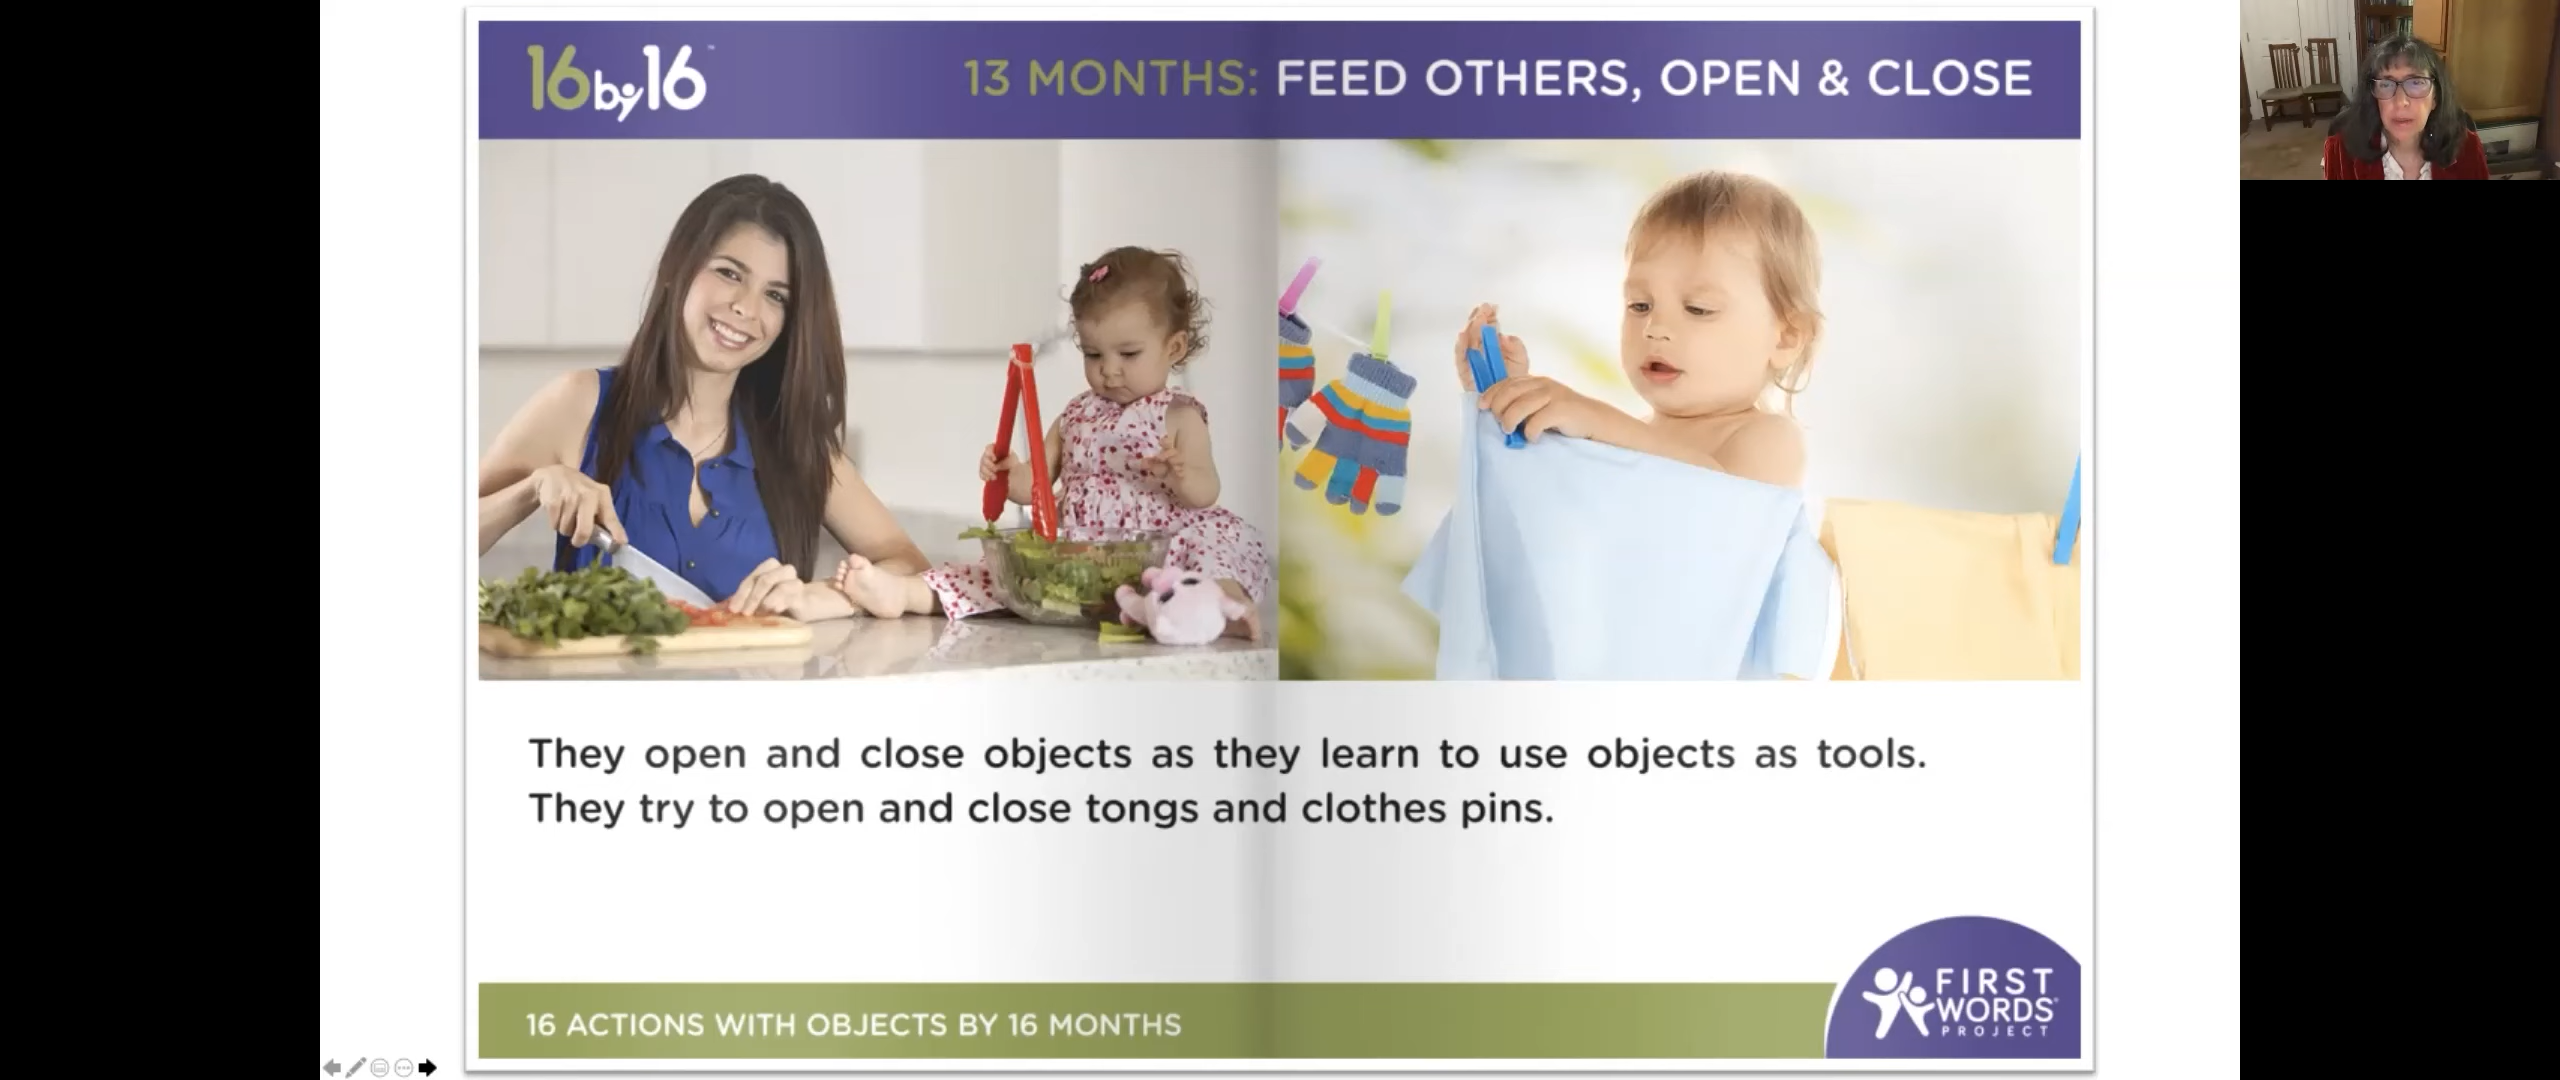 16by16™
13 MONTHS: FEED OTHERS, OPEN & CLOSE
They open and close objects as they learn to use objects as tools.
They try to open and close tongs and clothes pins.
16 ACTIONS WITH OBJECTS BY 16 MONTHS
FIRST
WORDS®
PROJECT